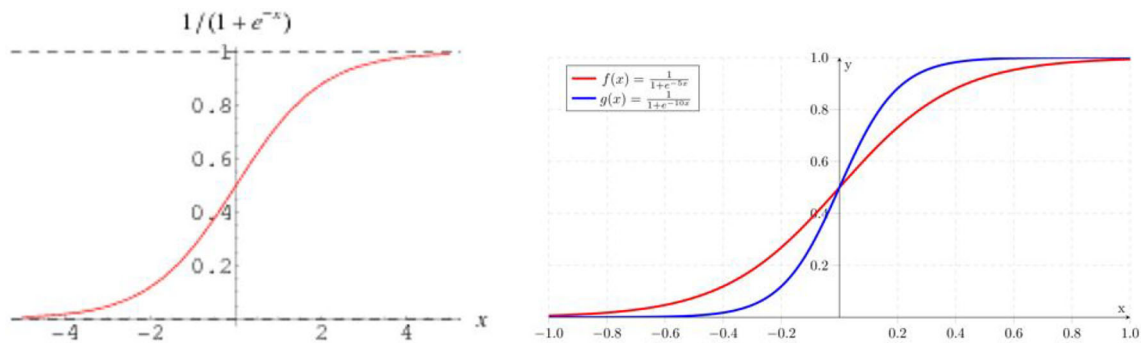 1/(1 + e^{-x})
1
0.8
0.6
0.4
0.2
-4 -2 2 4 x
f(x) = \frac{1}{1+e^{-5x}}
g(x) = \frac{1}{1+e^{-10x}}
y
1.0
0.8
0.6
0.4
0.2
x
−1.0 −0.8 −0.6 −0.4 −0.2 0.2 0.4 0.6 0.8 1.0